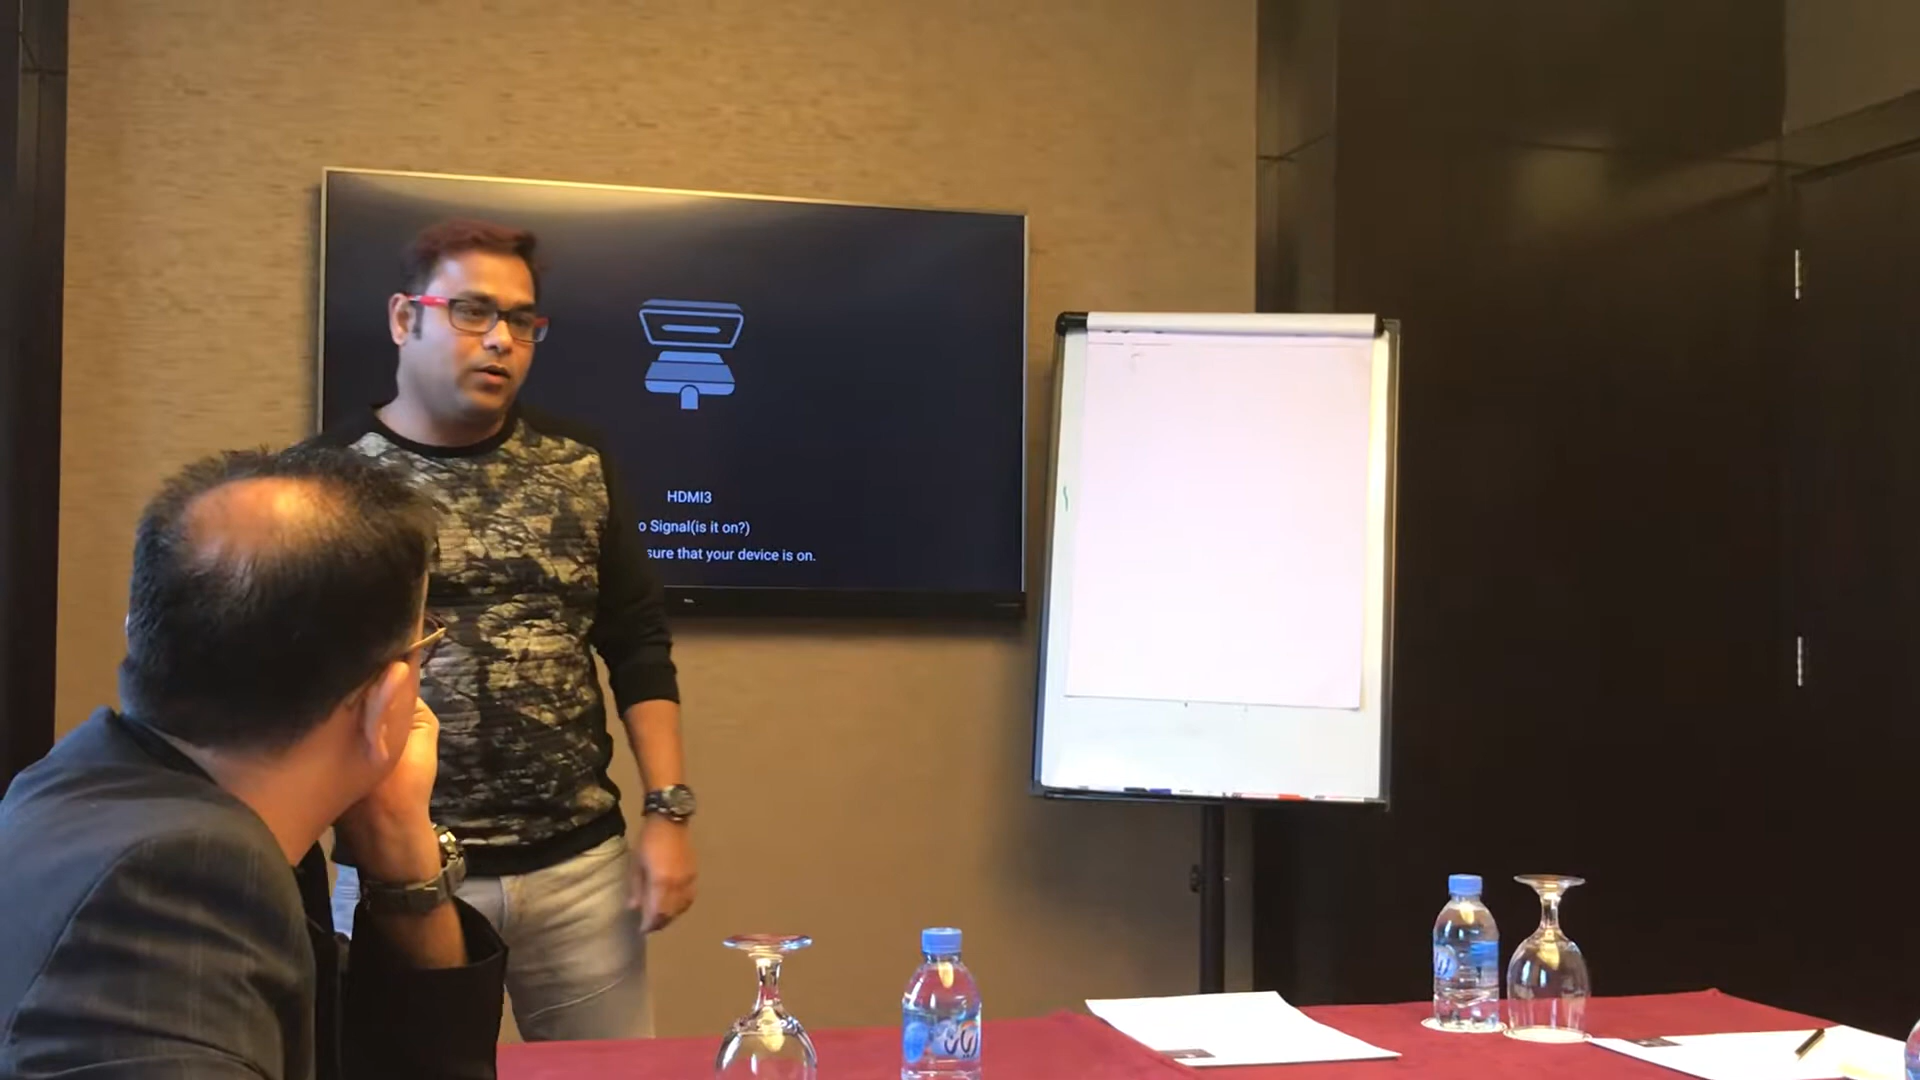 HDMI3
o Signal(is it on?)
sure that your device is on.